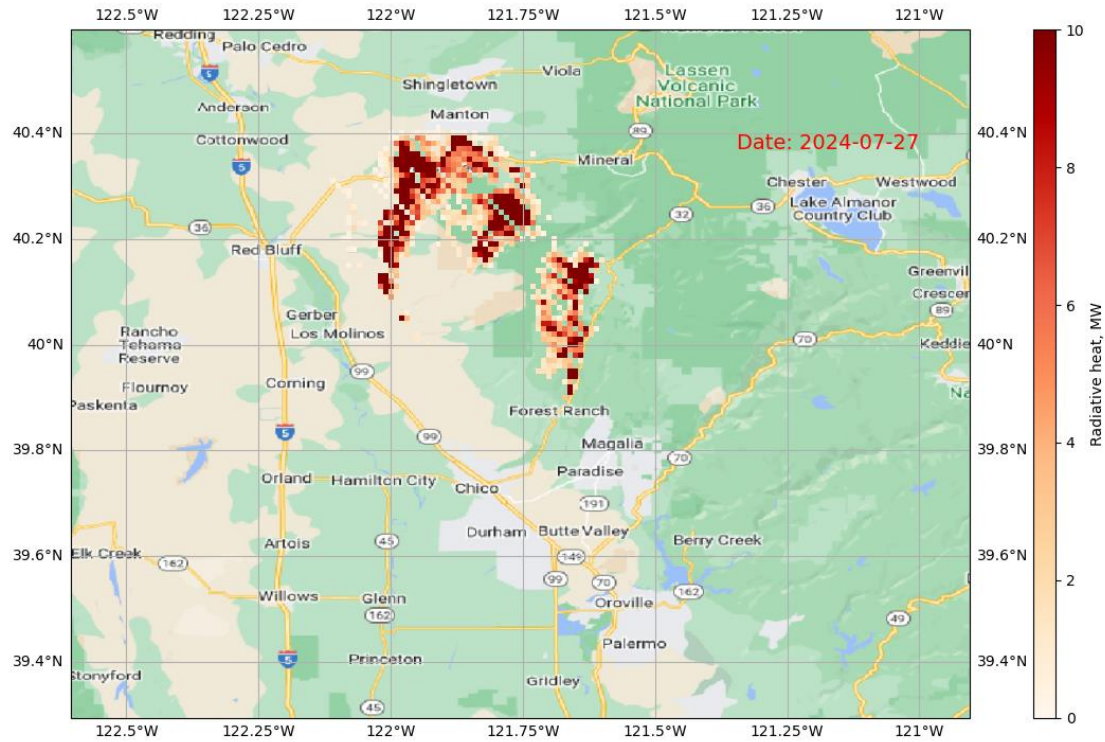 122.5°W 122.25°W 122°W 121.75°W 121.5°W 121.25°W 121°W
10
Redding
Palo Cedro
5
Viola
Lassen
Volcanic
National Park
Shingletown
Anderson
Manton
40.4°N
Cottonwood
89
Date: 2024-07-27
40.4°N
5
Mineral
8
Chester
Westwood
Lake Almanor
Country Club
36
32
36
40.2°N
Red Bluff
40.2°N
Greenvil
Crescer
89
Gerber
Los Molinos
6
Rancho
Tehama
Reserve
40°N
70
40°N
Keddie
Radiative heat, MW
99
Flournoy
Corning
Na
Paskenta
Forest Ranch
39.8°N
5
99
Magalia
70
39.8°N
4
Orland
Hamilton City
Paradise
Chico
191
Durham
Butte Valley
45
Artois
149
Berry Creek
39.6°N
Elk Creek
162
39.6°N
99
70
162
2
Willows
Glenn
Oroville
162
49
Palermo
39.4°N
5
Princeton
39.4°N
Stonyford
Gridley
45
0
122.5°W 122.25°W 122°W 121.75°W 121.5°W 121.25°W 121°W